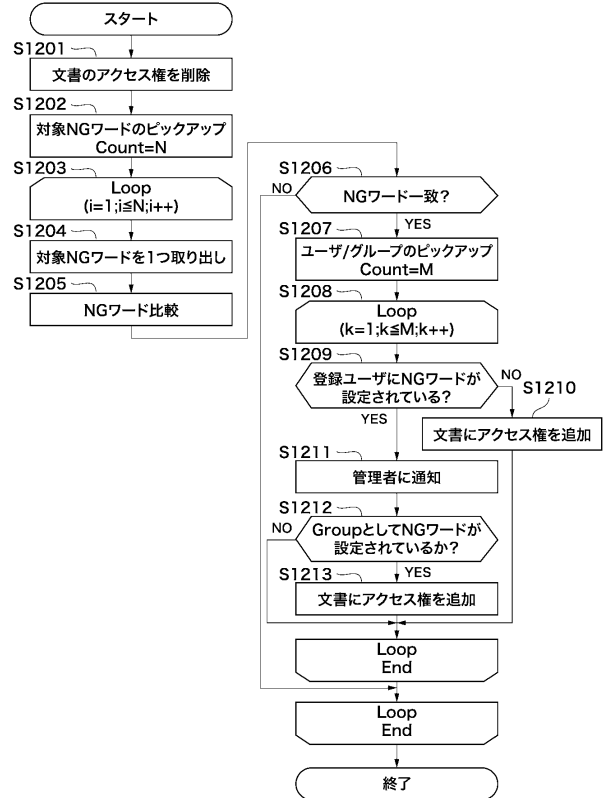 スタート
S1201
文書のアクセス権を削除
S1202
対象NGワードのピックアップ
Count=N
S1203
Loop
(i=1;i≦N;i++)
S1204
対象NGワードを1つ取り出し
S1205
NGワード比較
S1206
NO
NGワード一致?
YES
S1207
ユーザ/グループのピックアップ
Count=M
S1208
Loop
(k=1;k≦M;k++)
S1209
登録ユーザにNGワードが
設定されている?
NO
S1210
文書にアクセス権を追加
YES
S1211
管理者に通知
S1212
NO
GroupとしてNGワードが
設定されているか?
YES
S1213
文書にアクセス権を追加
Loop
End
Loop
End
終了